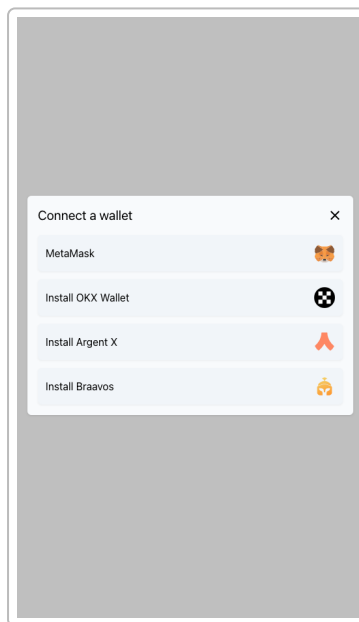 Connect a wallet
MetaMask
Install OKX Wallet
Install Argent X
Install Braavos